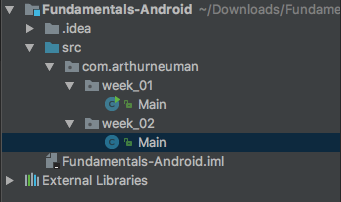 Fundamentals-Android ~/Downloads/Fundame
.idea
src
com.arthurneuman
week_01
Main
week_02
Main
Fundamentals-Android.iml
External Libraries